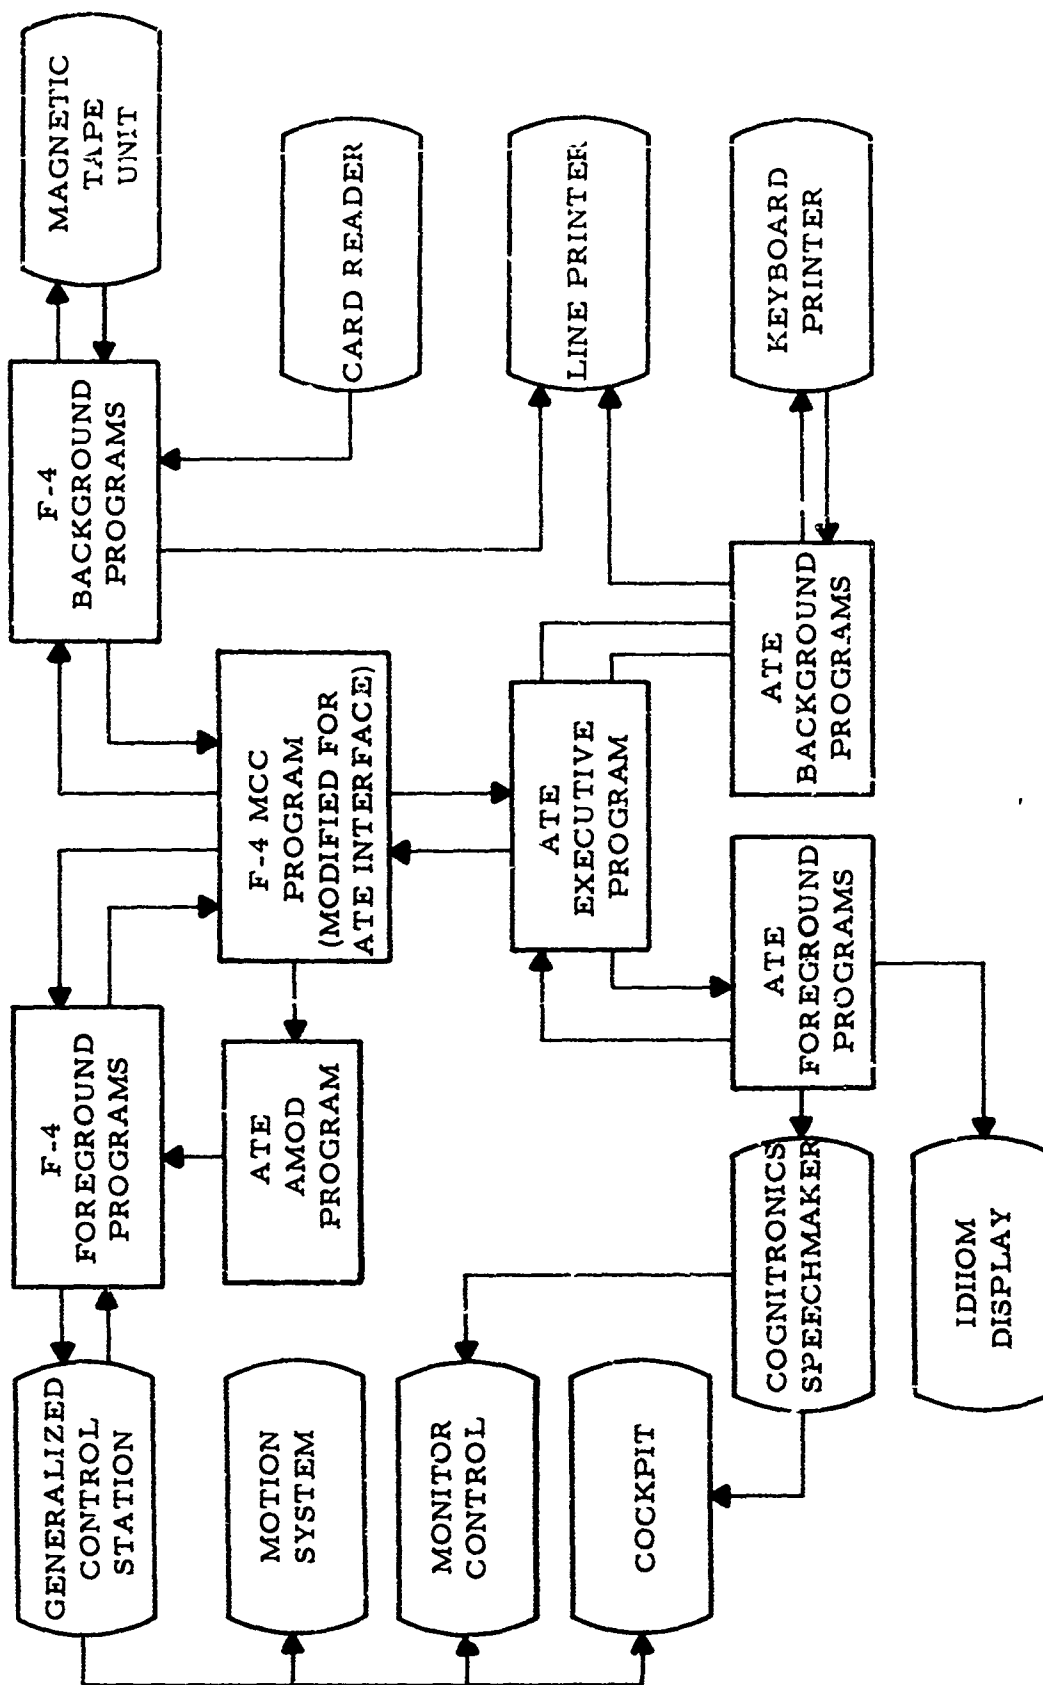 GENERALIZED
CONTROL
STATION
F-4
FOREGROUND
PROGRAMS
F-4
BACKGROUND
PROGRAMS
MAGNETIC
TAPE
UNIT
MOTION
SYSTEM
ATE
AMOD
PROGRAM
F-4 MCC
PROGRAM
(MODIFIED FOR
ATE INTERFACE)
CARD READER
MONITOR
CONTROL
ATE
EXECUTIVE
PROGRAM
LINE PRINTER
COCKPIT
COGNITRONICS
SPEECHMAKER
ATE
FOREGROUND
PROGRAMS
ATE
BACKGROUND
PROGRAMS
KEYBOARD
PRINTER
IDIIOM
DISPLAY